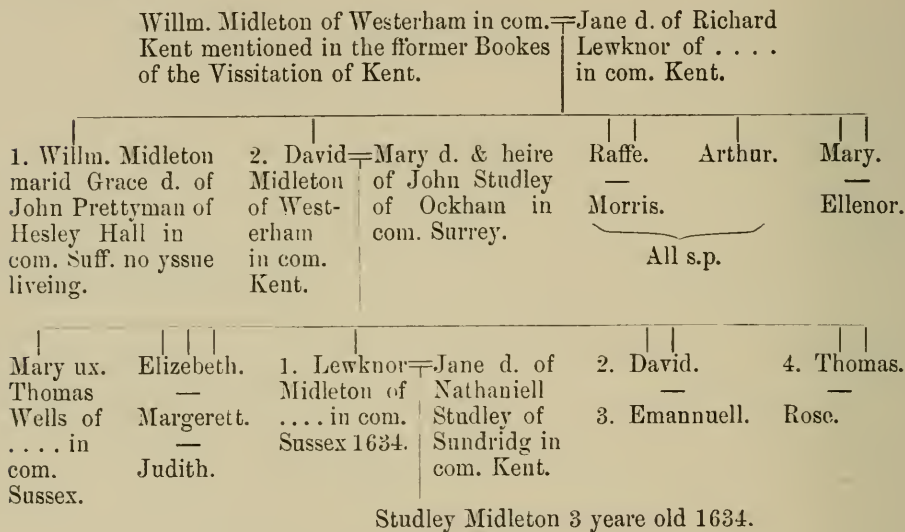 Willm. Midleton of Westerham in com.
Kent mentioned in the fformer Bookes
of the Vissitation of Kent.
Jane d. of Richard
Lewknor of . . . .
in com. Kent.
1. Willm. Midleton
marid Grace d. of
John Prettyman of
Hesley Hall in
com. Suff. no yssue
liveing.
2. David
Midleton
of West-
erham
in com.
Kent.
Mary d. & heire
of John Studley
of Ockham in
com. Surrey.
Raffe.
—
Morris.
Arthur.
All s.p.
Mary.
—
Ellenor.
Mary ux.
Thomas
Wells of
. . . . in
com.
Sussex.
Elizebeth.
—
Margerett.
—
Judith.
1. Lewknor
Midleton of
. . . . in com.
Sussex 1634.
Jane d. of
Nathaniell
Studley of
Sundridg in
com. Kent.
2. David.
—
3. Emannuell.
4. Thomas.
—
Rose.
Studley Midleton 3 yeare old 1634.